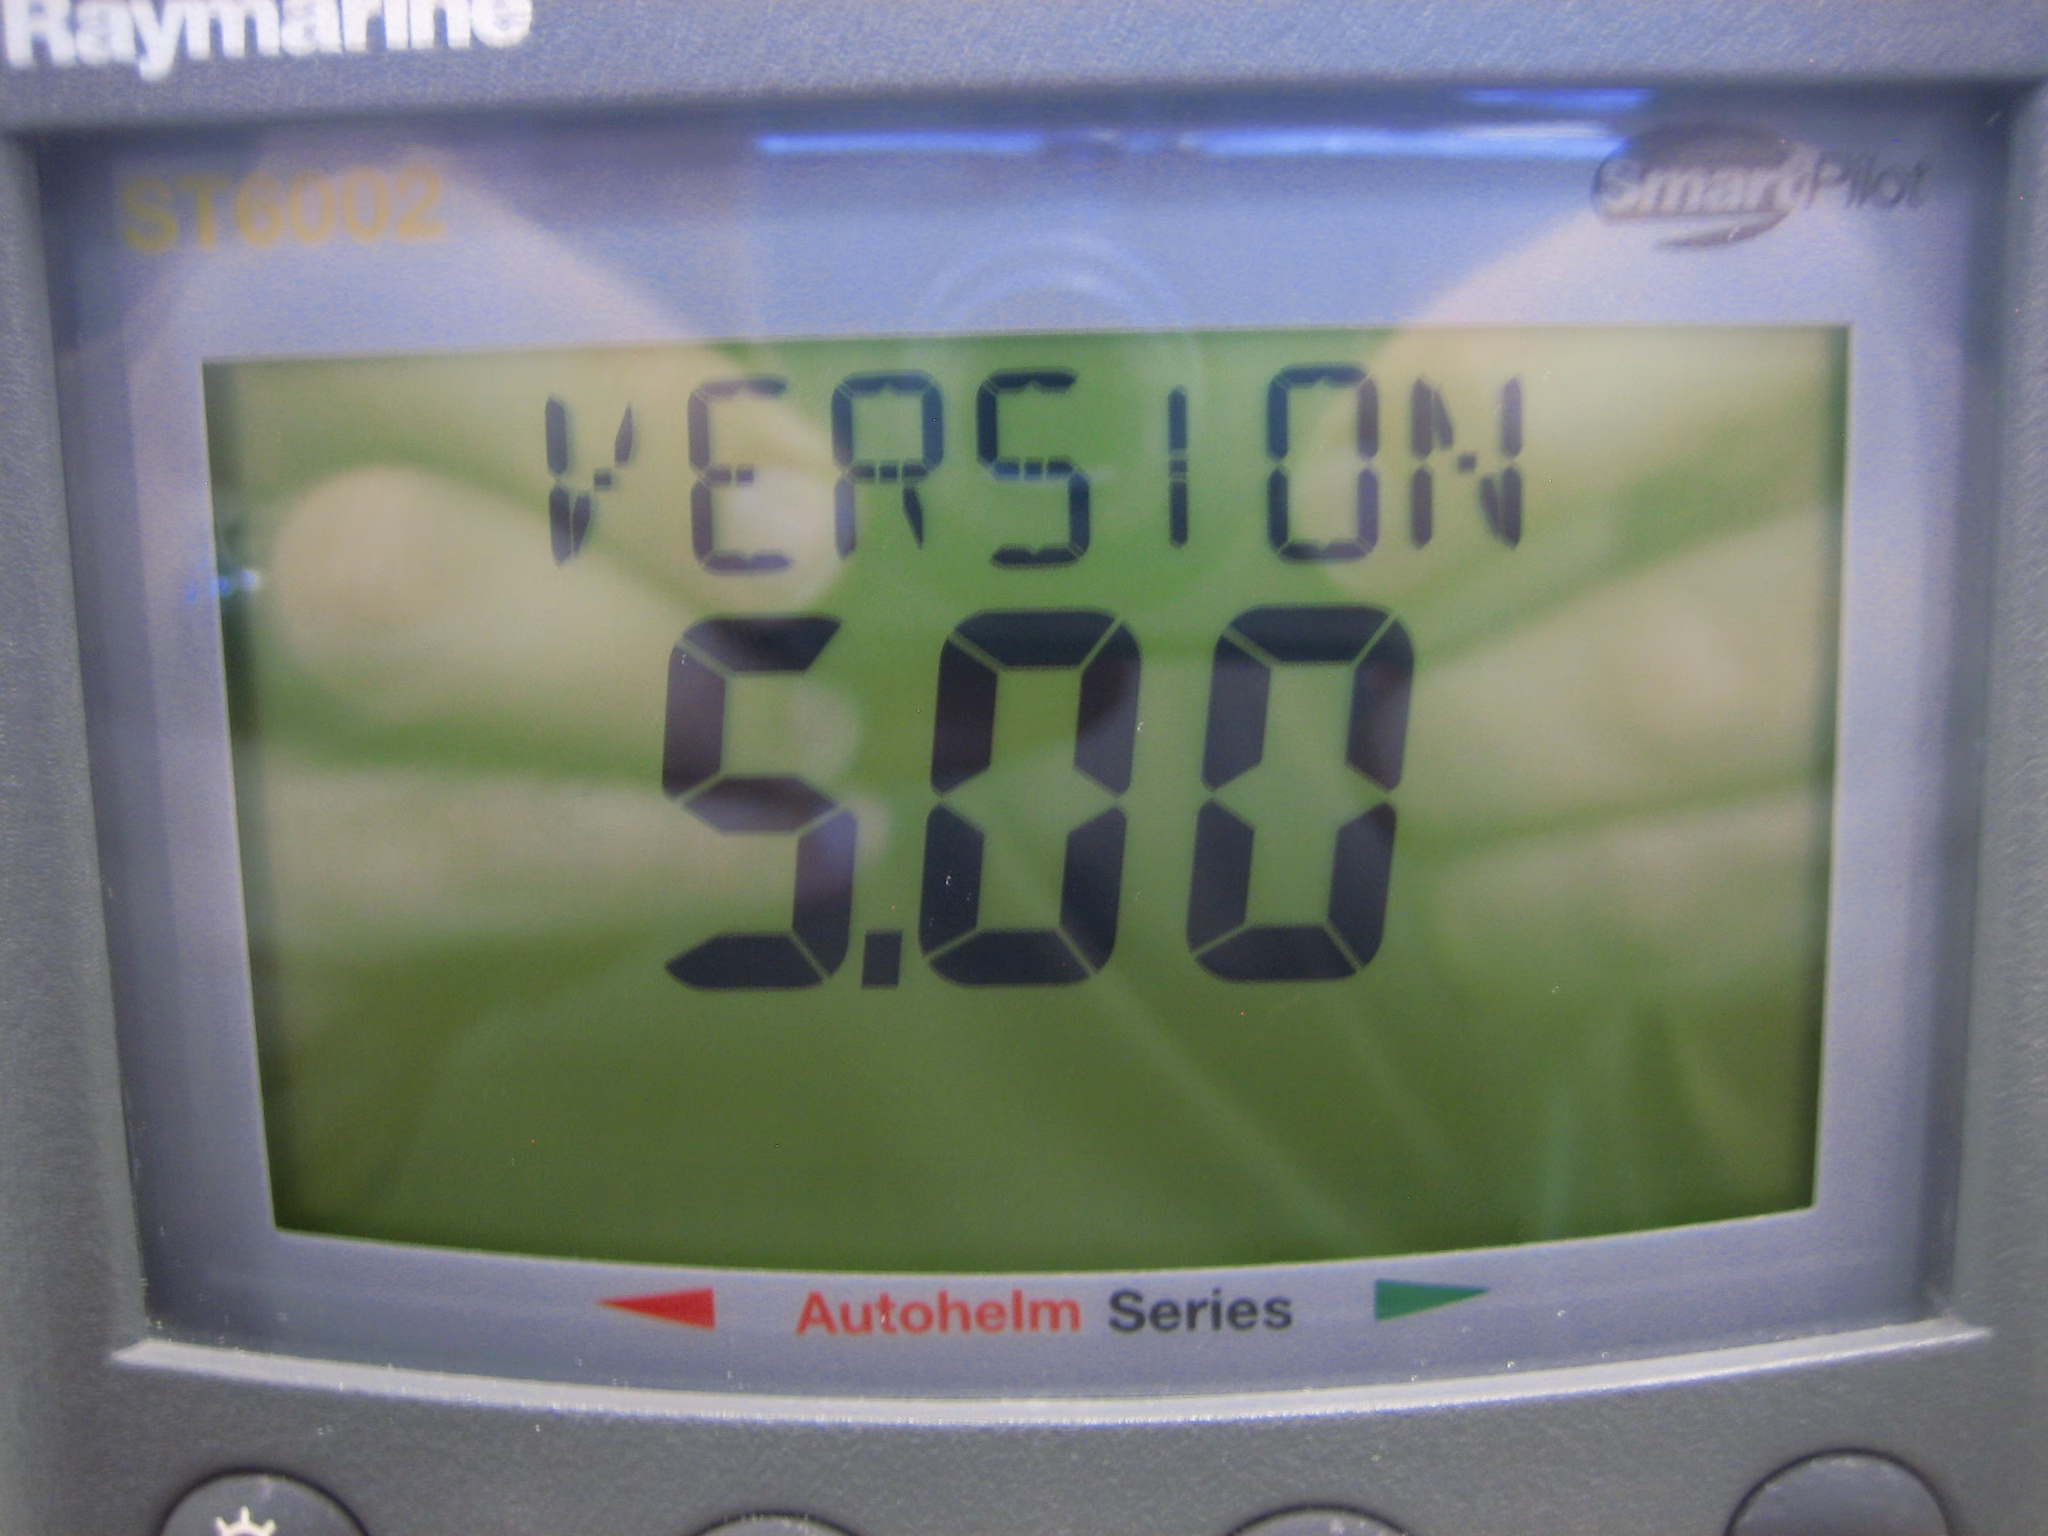 Raymarine
ST6002
SmartPilot
VERSION
5.00
Autohelm Series